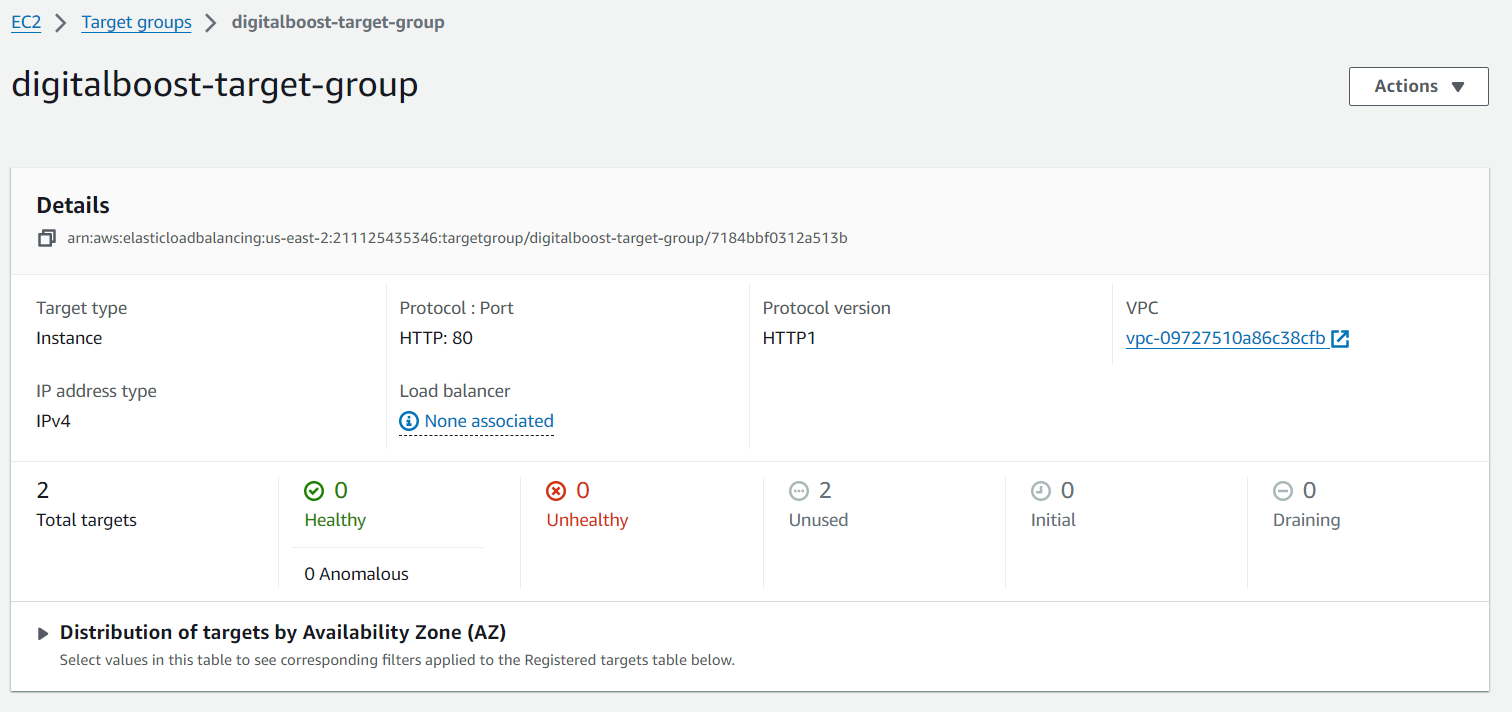 EC2 > Target groups > digitalboost-target-group
digitalboost-target-group
Actions
Details
arn:aws:elasticloadbalancing:us-east-2:211125435346:targetgroup/digitalboost-target-group/7184bbf0312a513b
Target type
Instance
Protocol : Port
HTTP: 80
Protocol version
HTTP1
VPC
vpc-09727510a86c38cfb
IP address type
IPv4
Load balancer
None associated
2
Total targets
0
Healthy
0 Anomalous
0
Unhealthy
2
Unused
0
Initial
0
Draining
Distribution of targets by Availability Zone (AZ)
Select values in this table to see corresponding filters applied to the Registered targets table below.